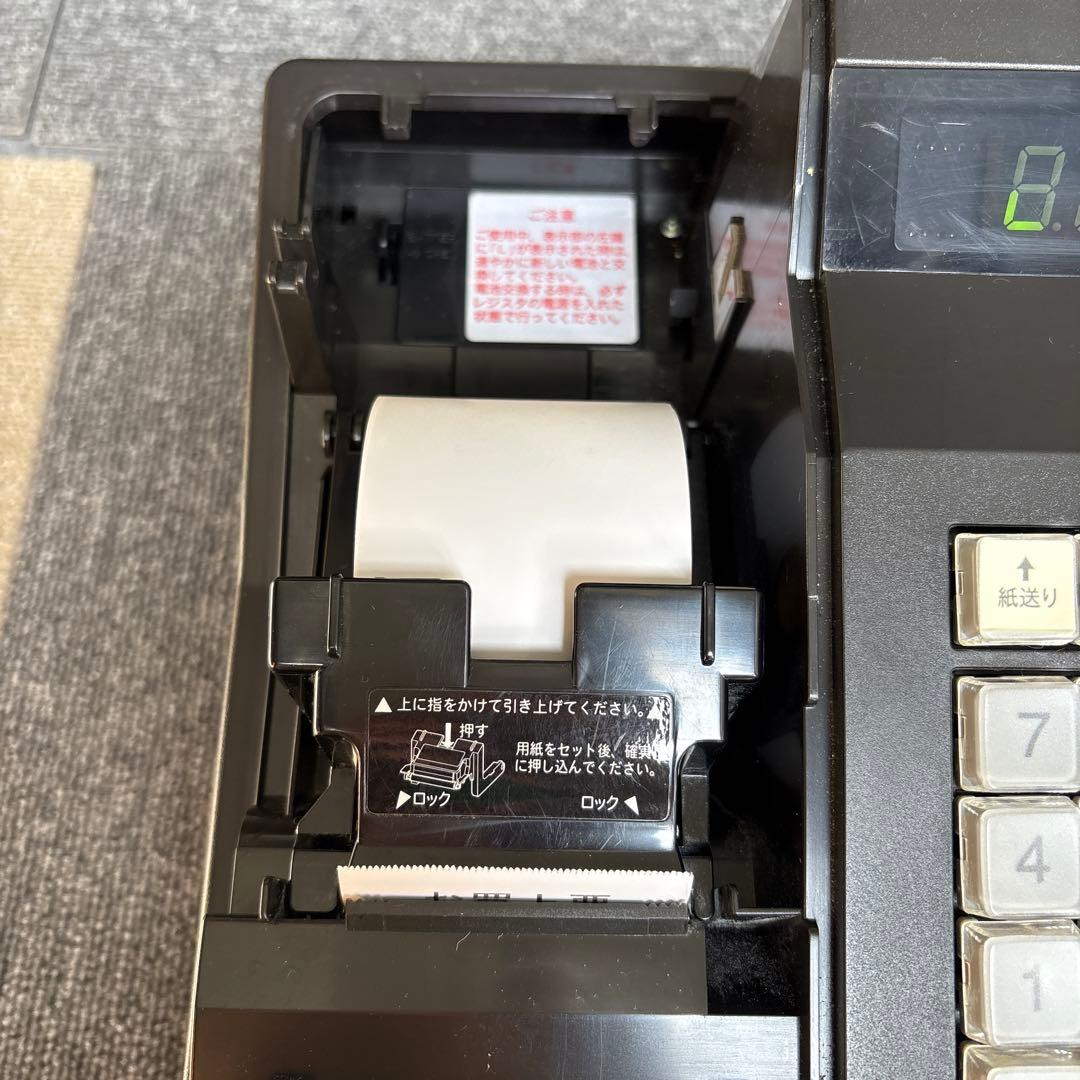 ご注意
ご使用中、表示部の左端
に「L」が表示された時は
速やかに新しい電池と交
換してください。
電池交換する時は、必ず
レジスタの電源を入れた
状態で行ってください。
↑
紙送り
7
4
1
▲上に指をかけて引き上げてください。▲
押す
用紙をセット後、確実
に押し込んでください。
▶ロック
ロック◀